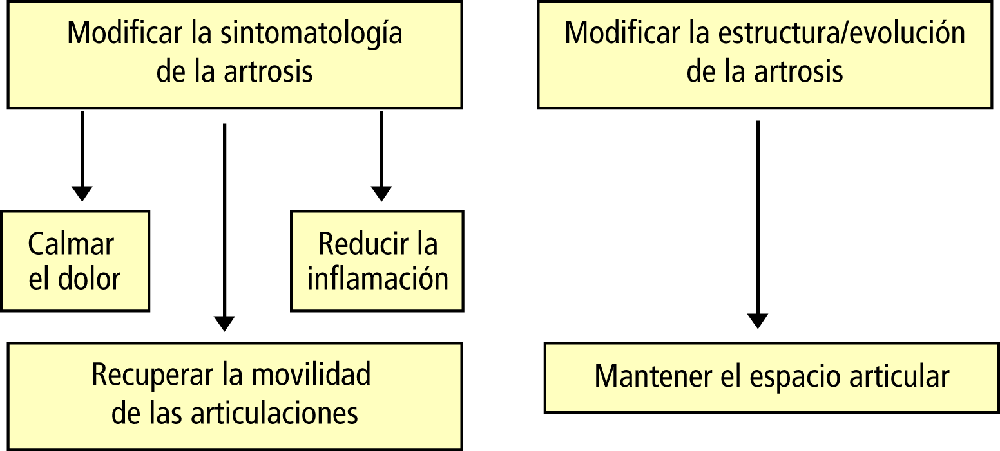 Modificar la sintomatología
de la artrosis
Modificar la estructura/evolución
de la artrosis
Calmar
el dolor
Reducir la
inflamación
Recuperar la movilidad
de las articulaciones
Mantener el espacio articular